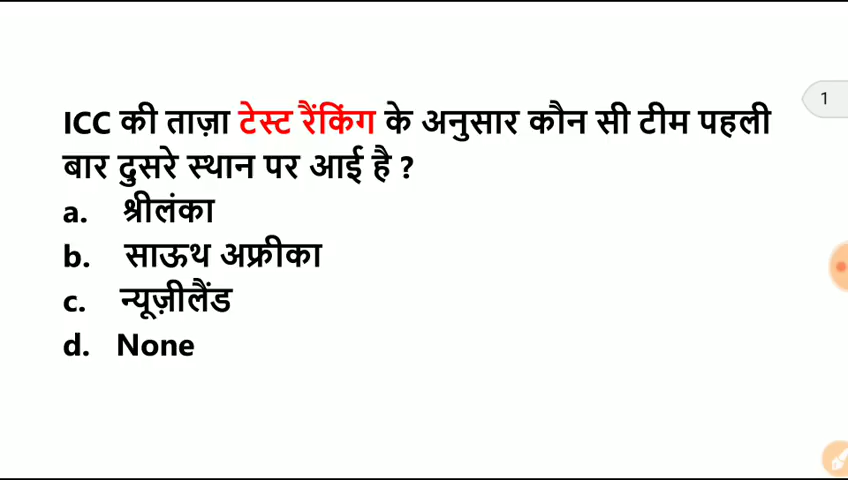 ICC की ताज़ा टेस्ट रैंकिंग के अनुसार कौन सी टीम पहली
बार दुसरे स्थान पर आई है ?
a. श्रीलंका
b. साऊथ अफ्रीका
c. न्यूज़ीलैंड
d. None
1